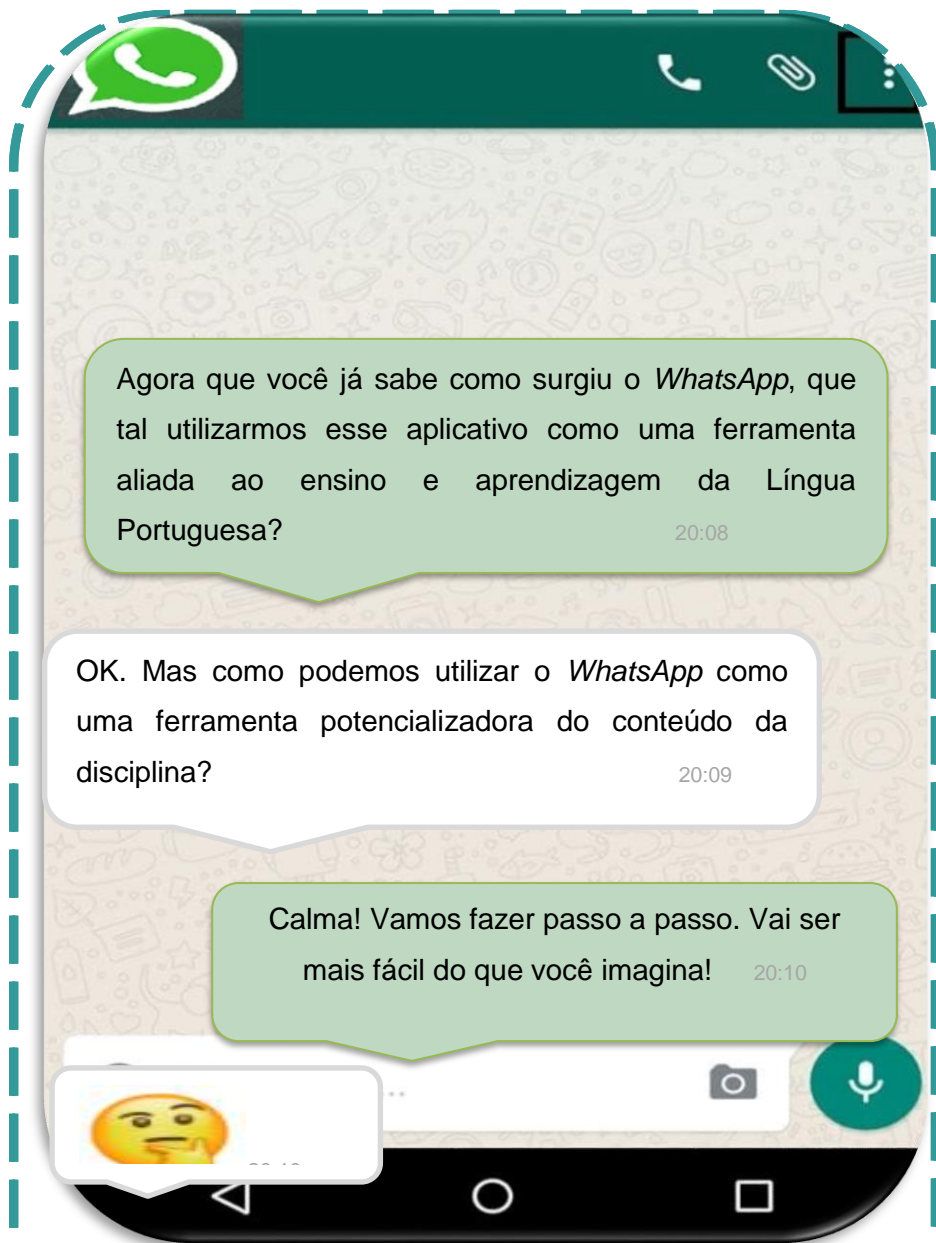 Agora que você já sabe como surgiu o WhatsApp, que
tal utilizarmos esse aplicativo como uma ferramenta
aliada ao ensino e aprendizagem da Língua
Portuguesa? 20:08
OK. Mas como podemos utilizar o WhatsApp como
uma ferramenta potencializadora do conteúdo da
disciplina? 20:09
Calma! Vamos fazer passo a passo. Vai ser
mais fácil do que você imagina! 20:10